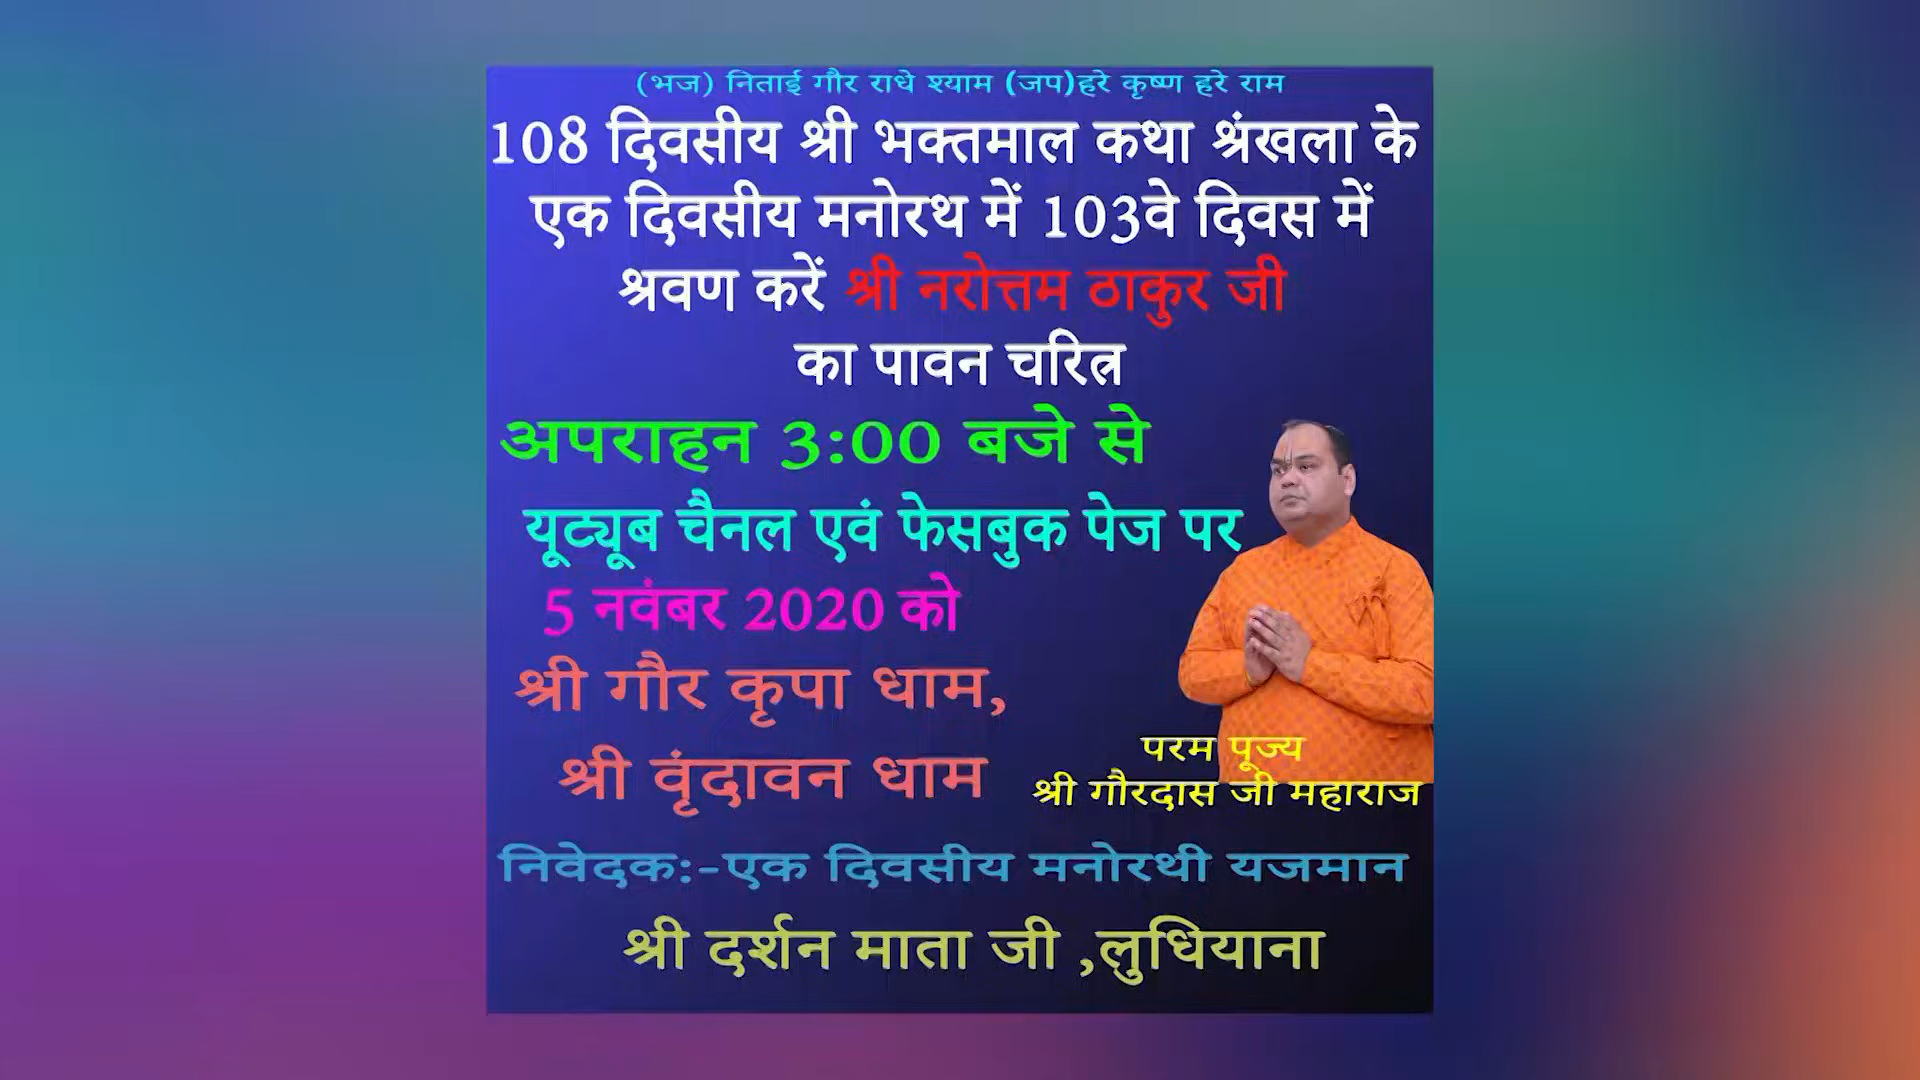 (भज) निताई गौर राधे श्याम (जप)हरे कृष्ण हरे राम
108 दिवसीय श्री भक्तमाल कथा श्रंखला के
एक दिवसीय मनोरथ में 103वे दिवस में
श्रवण करें श्री नरोत्तम ठाकुर जी
का पावन चरित्र
अपराहन 3:00 बजे से
यूट्यूब चैनल एवं फेसबुक पेज पर
5 नवंबर 2020 को
श्री गौर कृपा धाम,
श्री वृंदावन धाम
परम पूज्य
श्री गौरदास जी महाराज
निवेदक:-एक दिवसीय मनोरथी यजमान
श्री दर्शन माता जी ,लुधियाना